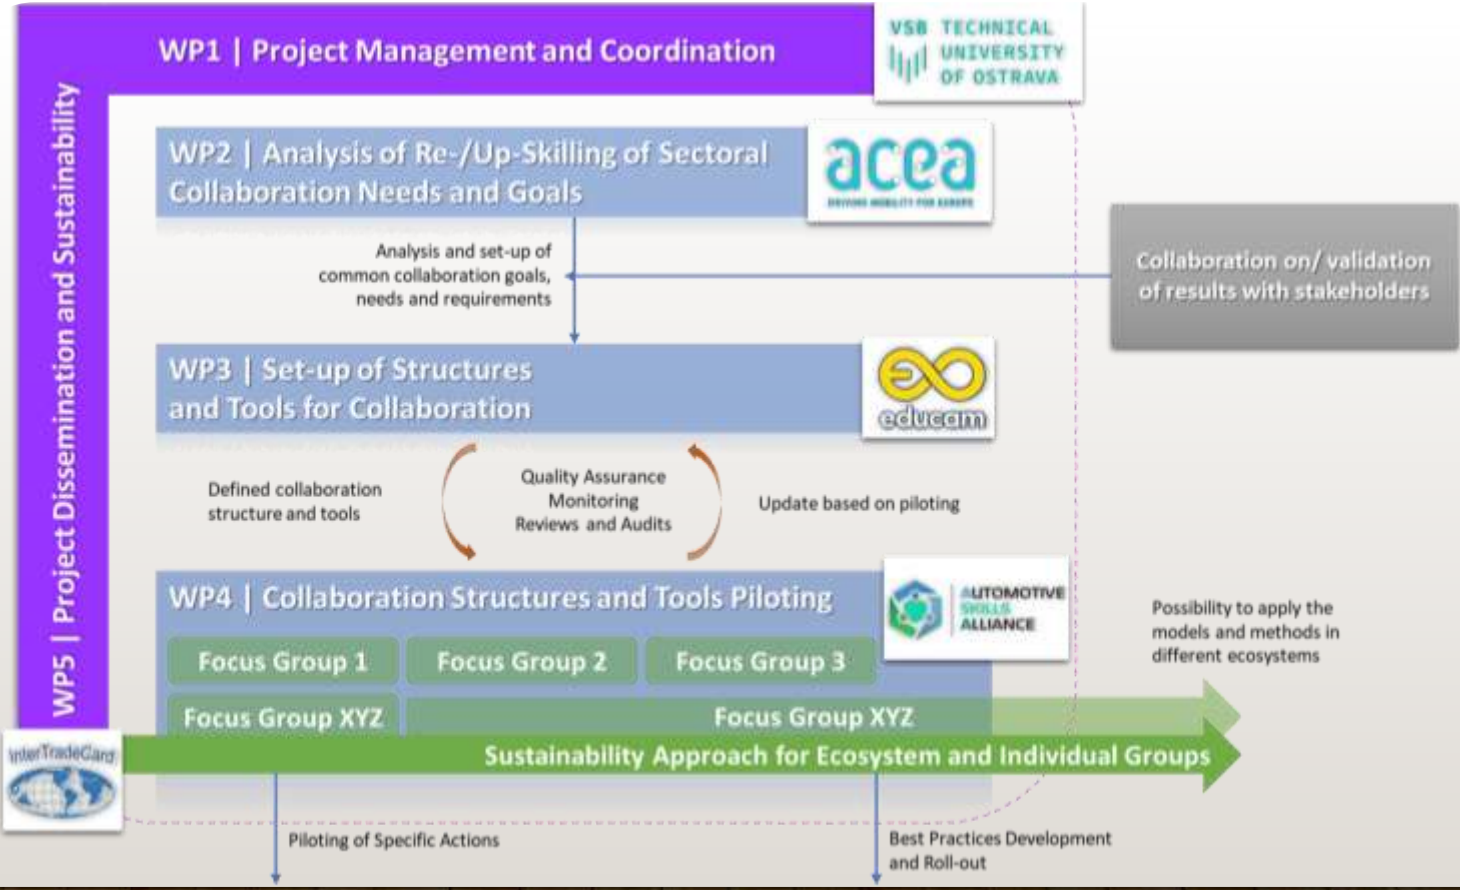 WP1 | Project Management and Coordination
VSB TECHNICAL
UNIVERSITY
OF OSTRAVA
WP5 | Project Dissemination and Sustainability
WP2 | Analysis of Re-/Up-Skilling of Sectoral
Collaboration Needs and Goals
acea
DRIVING MOBILITY FOR EUROPE
Analysis and set-up of
common collaboration goals,
needs and requirements
Collaboration on/ validation
of results with stakeholders
WP3 | Set-up of Structures
and Tools for Collaboration
educam
Defined collaboration
structure and tools
Quality Assurance
Monitoring
Reviews and Audits
Update based on piloting
WP4 | Collaboration Structures and Tools Piloting
AUTOMOTIVE
SKILLS
ALLIANCE
Focus Group 1
Focus Group 2
Focus Group 3
Focus Group XYZ
Focus Group XYZ
Possibility to apply the
models and methods in
different ecosystems
InterTradeCard
Sustainability Approach for Ecosystem and Individual Groups
Piloting of Specific Actions
Best Practices Development
and Roll-out